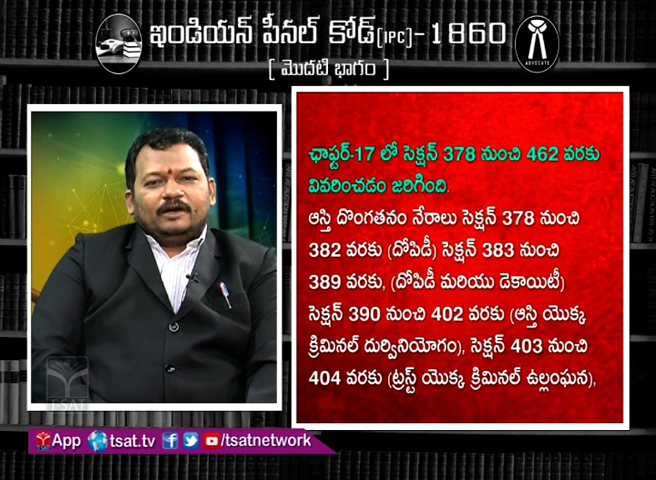 ఇండియన్ పీనల్ కోడ్[IPC]-1860
[ మొదటి భాగం ]
ADVOCATE
ఛాప్టర్-17 లో సెక్షన్ 378 నుంచి 462 వరకు
వివరించడం జరిగింది.
ఆస్తి దొంగతనం నేరాలు సెక్షన్ 378 నుంచి
382 వరకు (దోపిడీ) సెక్షన్ 383 నుంచి
389 వరకు, (దోపిడీ మరియు డెకాయిటీ)
సెక్షన్ 390 నుంచి 402 వరకు (ఆస్తి యొక్క
క్రిమినల్ దుర్వినియోగం), సెక్షన్ 403 నుంచి
404 వరకు (ట్రస్ట్ యొక్క క్రిమినల్ ఉల్లంఘన),
T-SAT
App tsat.tv /tsatnetwork